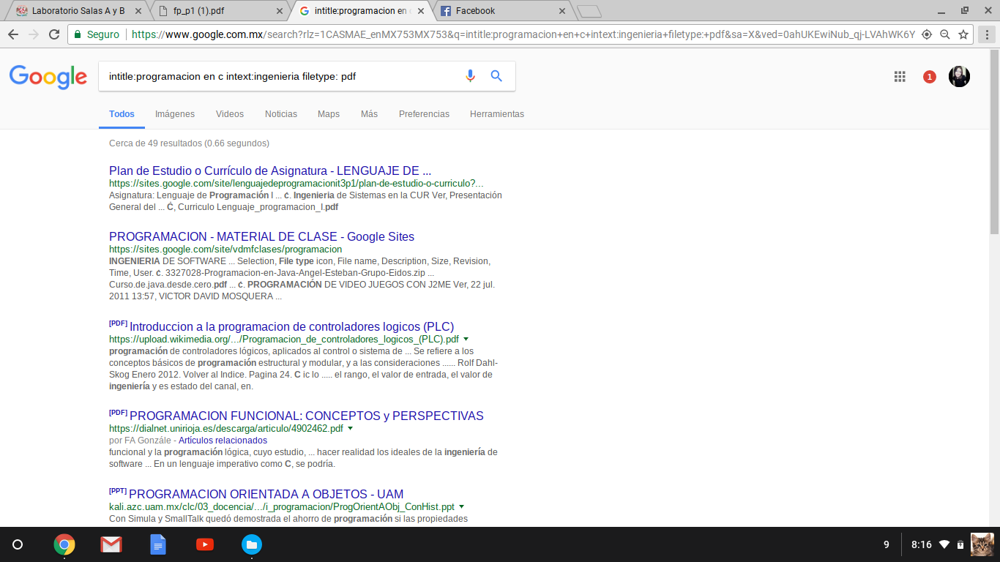 Laboratorio Salas A y B
fp_p1 (1).pdf
intitle:programacion en c
Facebook
Seguro
https://www.google.com.mx/search?rlz=1CASMAE_enMX753MX753&q=intitle:programacion+en+c+intext:ingenieria+filetype:+pdf&sa=X&ved=0ahUKEwiNub_qj-LVAhWK6Y
Google
intitle:programacion en c intext:ingenieria filetype: pdf
1
Todos Imágenes Videos Noticias Maps Más Preferencias Herramientas
Cerca de 49 resultados (0.66 segundos)
Plan de Estudio o Currículo de Asignatura - LENGUAJE DE ...
https://sites.google.com/site/lenguajedeprogramacionit3p1/plan-de-estudio-o-curriculo?...
Asignatura: Lenguaje de Programación I ... ċ. Ingenieria de Sistemas en la CUR Ver, Presentación
General del ... Ċ, Curriculo Lenguaje_programacion_I.pdf
PROGRAMACION - MATERIAL DE CLASE - Google Sites
https://sites.google.com/site/vdmfclases/programacion
INGENIERIA DE SOFTWARE ... Selection, File type icon, File name, Description, Size, Revision,
Time, User. ċ. 3327028-Programacion-en-Java-Angel-Esteban-Grupo-Eidos.zip ...
Curso.de.java.desde.cero.pdf ... ċ. PROGRAMACIÓN DE VIDEO JUEGOS CON J2ME Ver, 22 jul.
2011 13:57, VICTOR DAVID MOSQUERA ...
[PDF] Introduccion a la programacion de controladores logicos (PLC)
https://upload.wikimedia.org/.../Programacion_de_controladores_logicos_(PLC).pdf
programación de controladores lógicos, aplicados al control o sistema de ... Se refiere a los
conceptos básicos de programación estructural y modular, y a las consideraciones ...... Rolf Dahl-
Skog Enero 2012. Volver al Indice. Pagina 24. C ic lo ..... el rango, el valor de entrada, el valor de
ingeniería y es estado del canal, en.
[PDF] PROGRAMACION FUNCIONAL: CONCEPTOS y PERSPECTIVAS
https://dialnet.unirioja.es/descarga/articulo/4902462.pdf
por FA Gonzále - Artículos relacionados
funcional y la programación lógica, cuyo estudio, ... hacer realidad los ideales de la ingeniería de
software ... En un lenguaje imperativo como C, se podría.
[PPT] PROGRAMACION ORIENTADA A OBJETOS - UAM
kali.azc.uam.mx/clc/03_docencia/.../i_programacion/ProgOrientAObj_ConHist.ppt
Con Simula y SmallTalk quedó demostrada el ahorro de programación si las propiedades
9
8:16